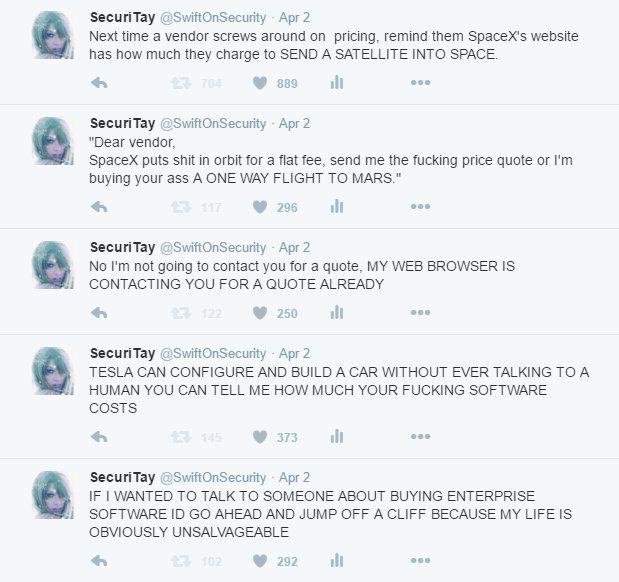 SecuriTay @SwiftOnSecurity · Apr 2
Next time a vendor screws around on pricing, remind them SpaceX's website
has how much they charge to SEND A SATELLITE INTO SPACE.
704 889
SecuriTay @SwiftOnSecurity · Apr 2
"Dear vendor,
SpaceX puts shit in orbit for a flat fee, send me the fucking price quote or I'm
buying your ass A ONE WAY FLIGHT TO MARS."
117 296
SecuriTay @SwiftOnSecurity · Apr 2
No I'm not going to contact you for a quote, MY WEB BROWSER IS
CONTACTING YOU FOR A QUOTE ALREADY
122 250
SecuriTay @SwiftOnSecurity · Apr 2
TESLA CAN CONFIGURE AND BUILD A CAR WITHOUT EVER TALKING TO A
HUMAN YOU CAN TELL ME HOW MUCH YOUR FUCKING SOFTWARE
COSTS
145 373
SecuriTay @SwiftOnSecurity · Apr 2
IF I WANTED TO TALK TO SOMEONE ABOUT BUYING ENTERPRISE
SOFTWARE ID GO AHEAD AND JUMP OFF A CLIFF BECAUSE MY LIFE IS
OBVIOUSLY UNSALVAGEABLE
102 292